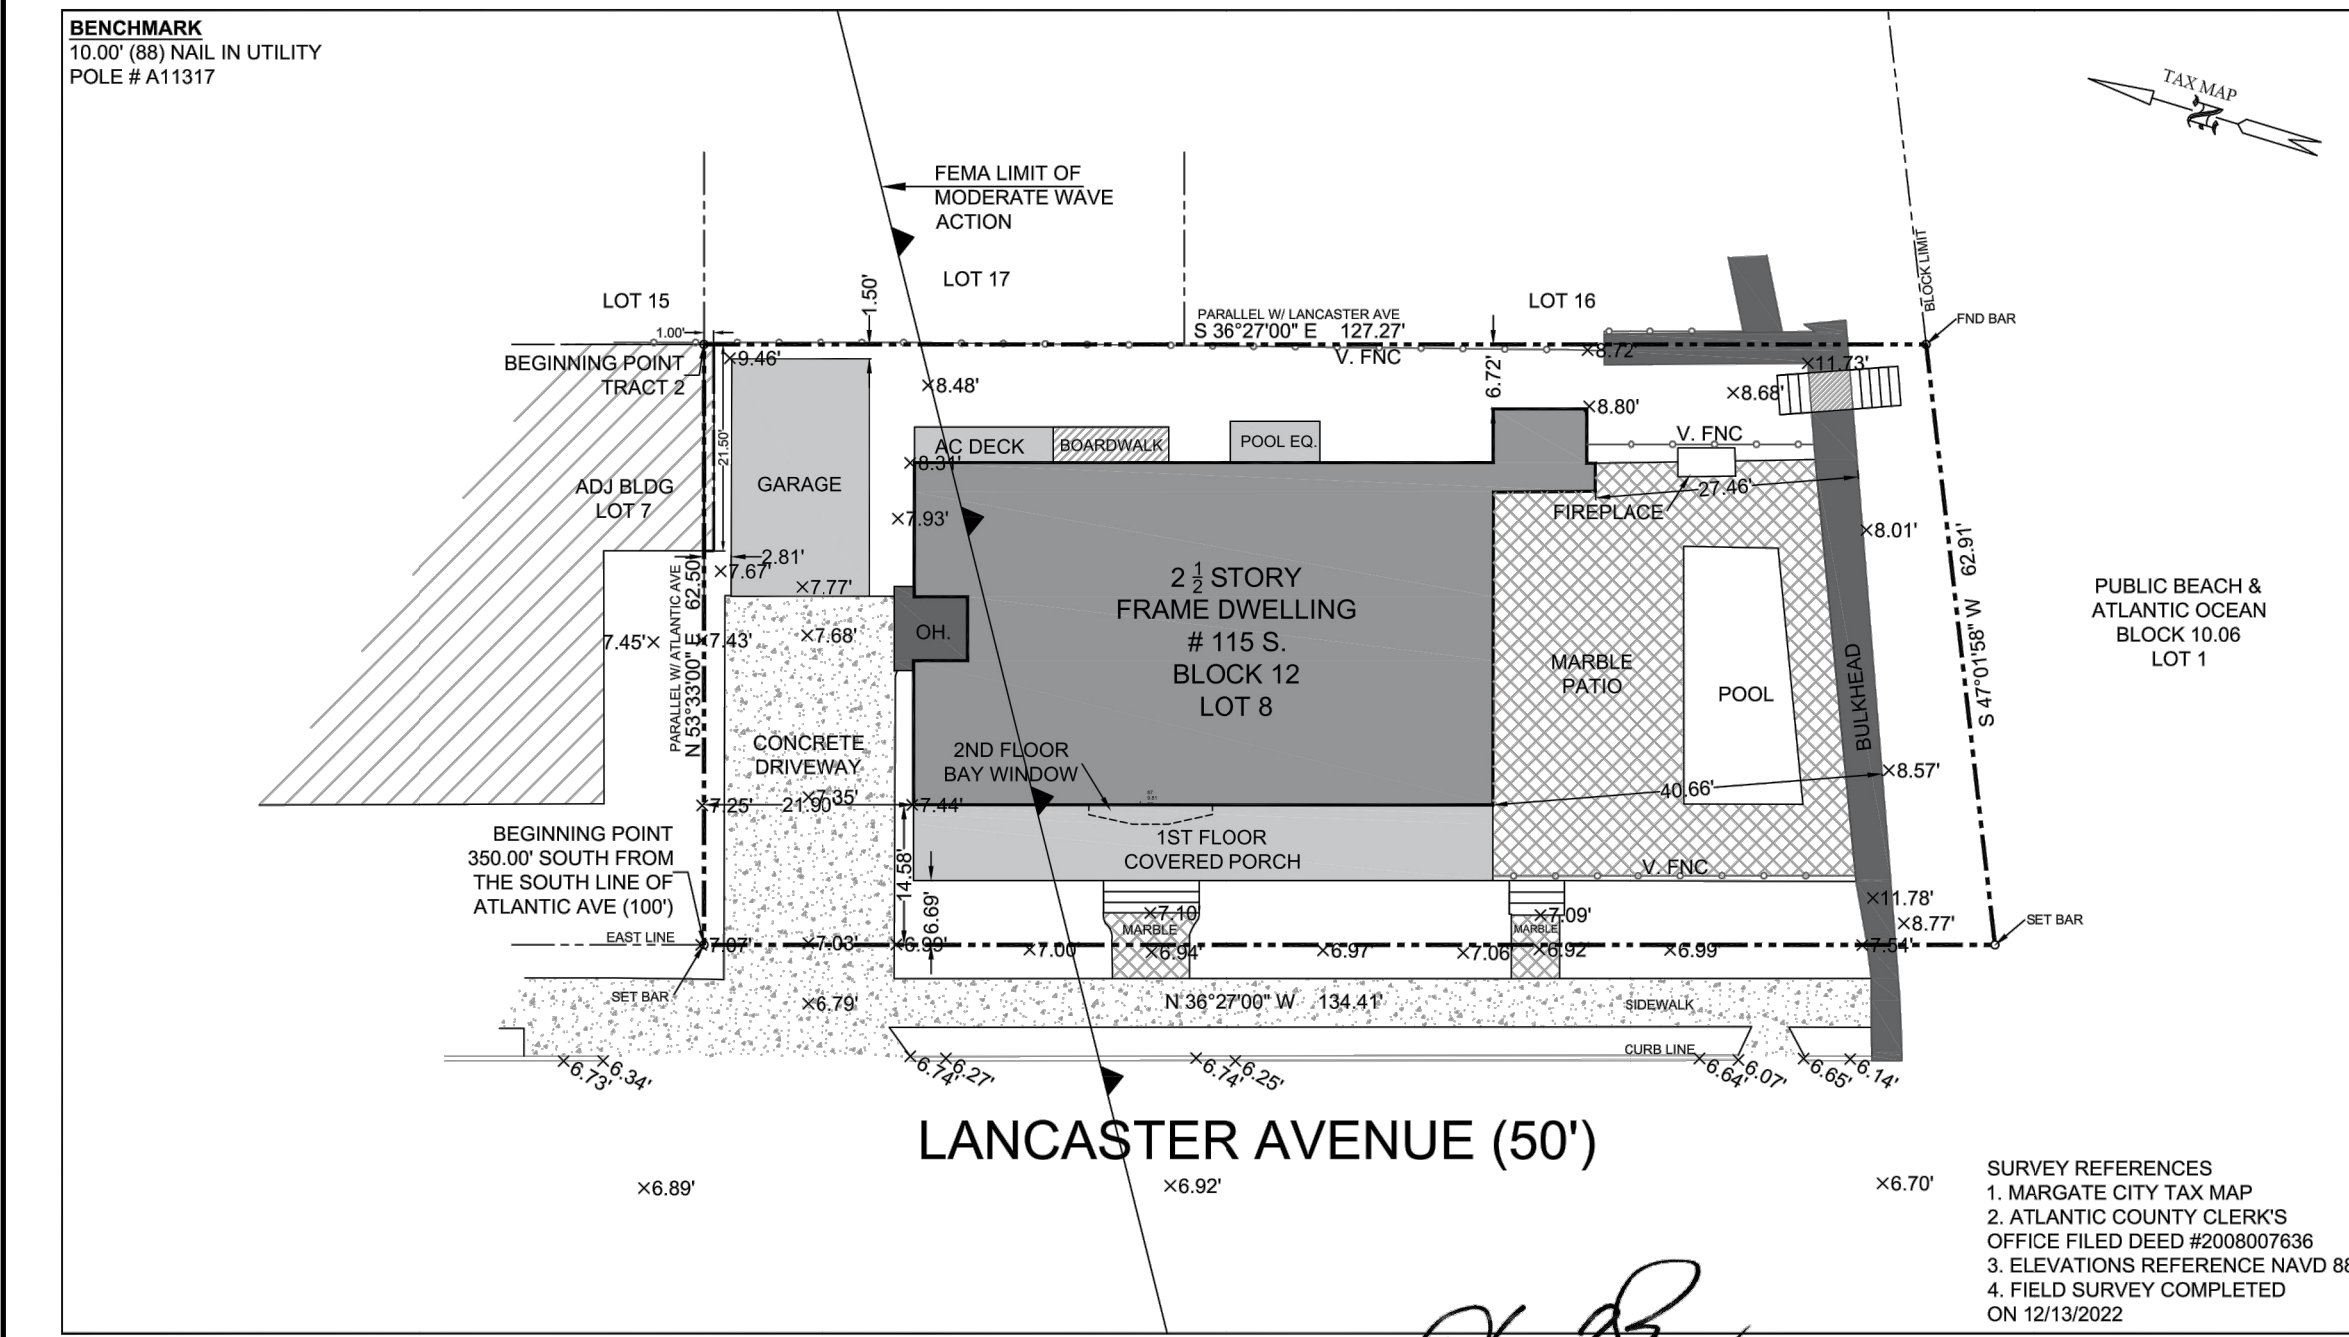 BENCHMARK
10.00' (88) NAIL IN UTILITY
POLE # A11317
TAX MAP
FEMA LIMIT OF
MODERATE WAVE
ACTION
LOT 15
LOT 17
LOT 16
1.50'
BLOCK LIMIT
PARALLEL W/ LANCASTER AVE
S 36°27'00" E 127.27'
V. FNC
FND BAR
1.00'
BEGINNING POINT
TRACT 2
×9.46'
×8.48'
6.72'
×8.72'
×11.73'
×8.68'
×8.80'
V. FNC
21.50'
GARAGE
AC DECK
BOARDWALK
POOL EQ.
×8.31'
ADJ BLDG
LOT 7
×7.93'
27.46'
FIREPLACE
×8.01'
2.81'
×7.67'
×7.77'
PARALLEL W/ ATLANTIC AVE
N 53°33'00" E 62.50'
7.45'×
×7.43'
×7.68'
OH.
2 1/2 STORY
FRAME DWELLING
# 115 S.
BLOCK 12
LOT 8
MARBLE
PATIO
POOL
BULKHEAD
S 47°01'58" W 62.91'
PUBLIC BEACH &
ATLANTIC OCEAN
BLOCK 10.06
LOT 1
CONCRETE
DRIVEWAY
2ND FLOOR
BAY WINDOW
×8.57'
40.66'
×7.25'
21.90'
×7.35'
×7.44'
1ST FLOOR
COVERED PORCH
V. FNC
BEGINNING POINT
350.00' SOUTH FROM
THE SOUTH LINE OF
ATLANTIC AVE (100')
14.58'
6.69'
×11.78'
×8.77'
SET BAR
×7.10'
MARBLE
×7.09'
MARBLE
EAST LINE
×7.07'
×7.03'
×6.99'
×7.00'
×6.94'
×6.97'
×7.06'
×6.92'
×6.99'
×7.54'
SET BAR
×6.79'
N 36°27'00" W 134.41'
SIDEWALK
CURB LINE
×6.73'
×6.34'
×6.74'
×6.27'
×6.74'
×6.25'
×6.64'
×6.07'
×6.65'
×6.14'
LANCASTER AVENUE (50')
×6.89'
×6.92'
×6.70'
SURVEY REFERENCES
1. MARGATE CITY TAX MAP
2. ATLANTIC COUNTY CLERK'S
OFFICE FILED DEED #2008007636
3. ELEVATIONS REFERENCE NAVD 88
4. FIELD SURVEY COMPLETED
ON 12/13/2022